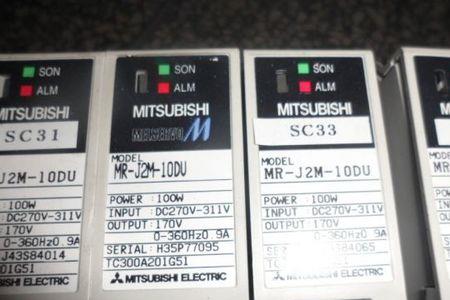 SON
ALM
MITSUBISHI
SC31
J2M-10DU
100W
DC270-311V
170V
0-360Hz0.9A
J43S84014
01G51
ELECTRIC
SON
ALM
MITSUBISHI
MELSERVO M
MODEL
MR-J2M-10DU
POWER :100W
INPUT :DC270V-311V
OUTPUT :170V
0-360Hz0.9A
SERIAL: H35P77095
TC300A201G51
MITSUBISHI ELECTRIC
SON
ALM
MITSUBISHI
SC33
MODEL
MR-J2M-10DU
POWER :100W
INPUT :DC270V-311V
OUTPUT :170V
0-360Hz0.9A
MITSUBISHI ELECTRIC